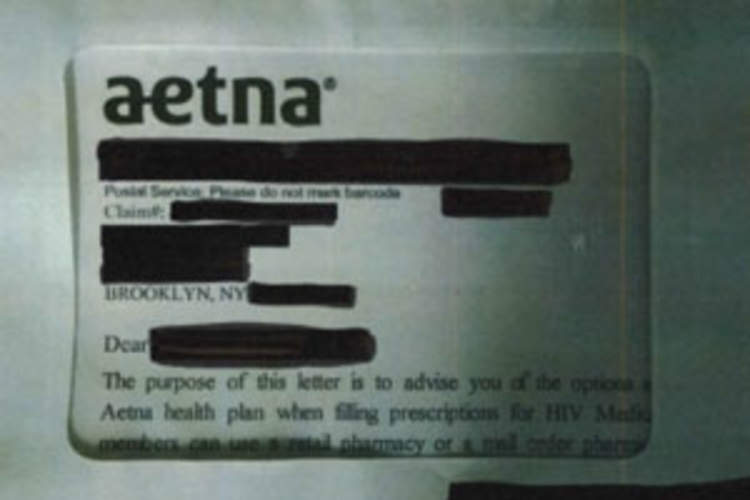 aetna®
Postal Service: Please do not mark barcode
Claim#:
BROOKLYN, NY
Dear
The purpose of this letter is to advise you of the options
Aetna health plan when filling prescriptions for HIV Medic
members can use a retail pharmacy or a mail order pharma